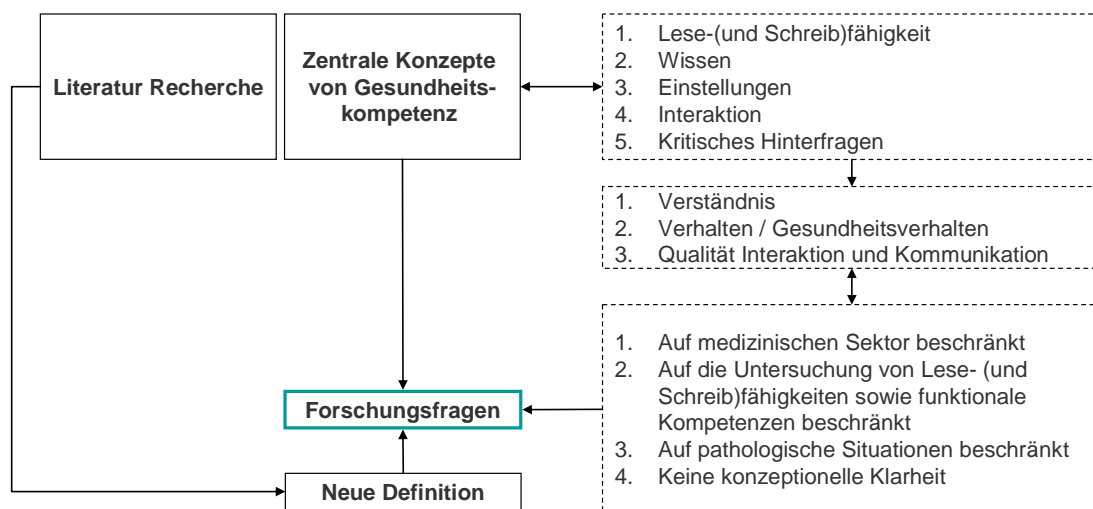 Literatur Recherche
Zentrale Konzepte
von Gesundheits-
kompetenz
1. Lese-(und Schreib)fähigkeit
2. Wissen
3. Einstellungen
4. Interaktion
5. Kritisches Hinterfragen
1. Verständnis
2. Verhalten / Gesundheitsverhalten
3. Qualität Interaktion und Kommunikation
1. Auf medizinischen Sektor beschränkt
2. Auf die Untersuchung von Lese- (und
Schreib)fähigkeiten sowie funktionale
Kompetenzen beschränkt
3. Auf pathologische Situationen beschränkt
4. Keine konzeptionelle Klarheit
Forschungsfragen
Neue Definition